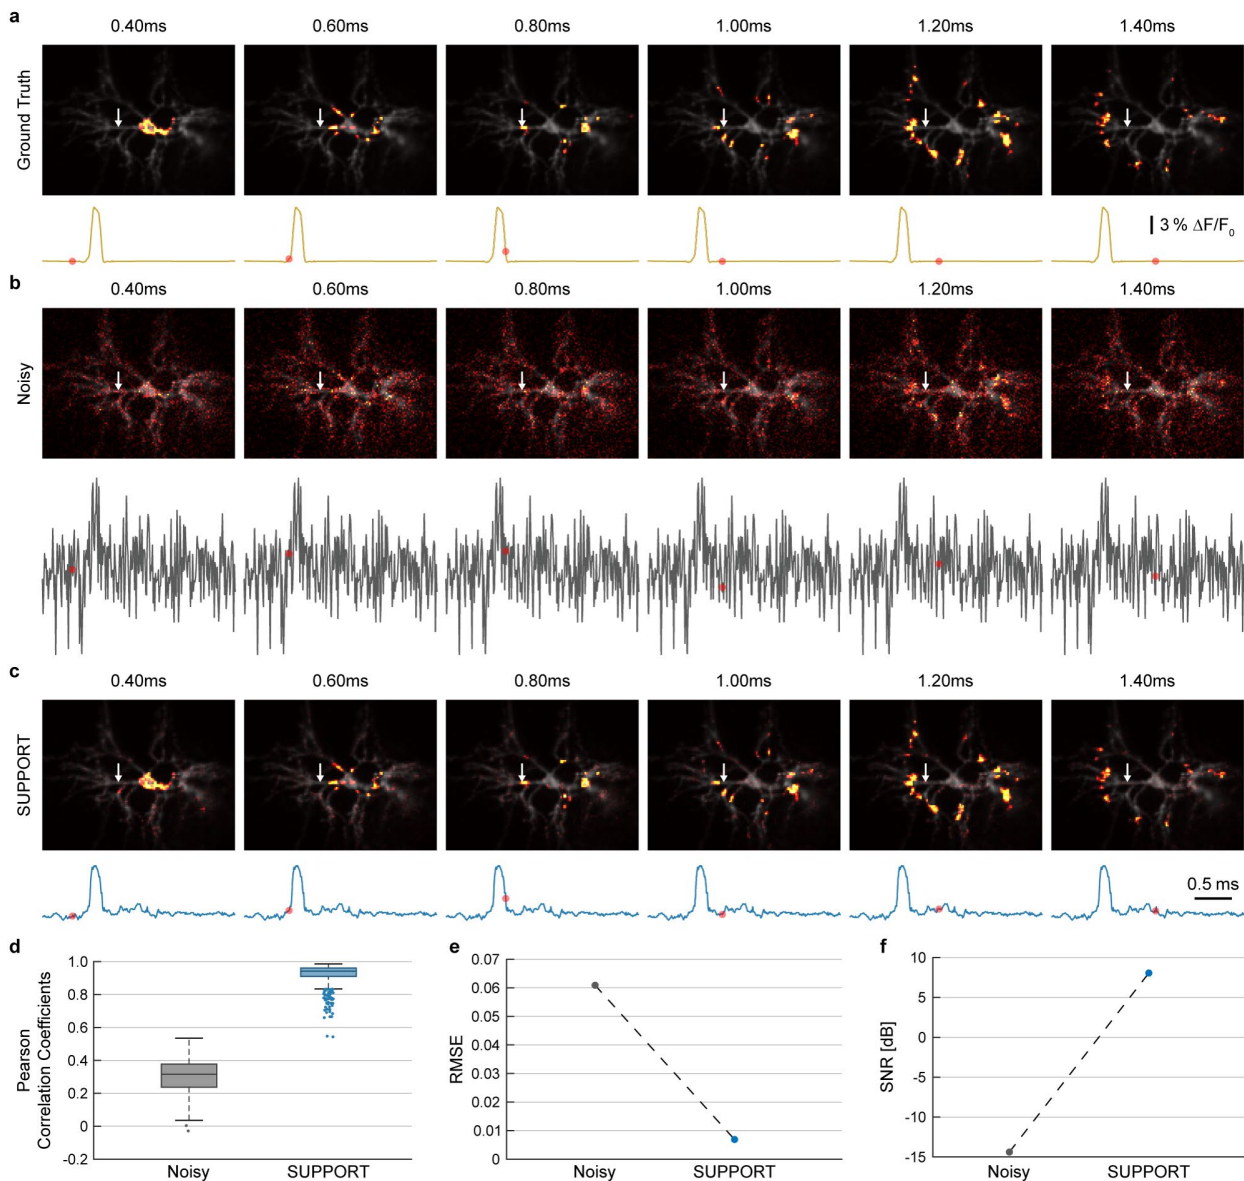 a
0.40ms 0.60ms 0.80ms 1.00ms 1.20ms 1.40ms
Ground Truth
3 % ΔF/F0
b
0.40ms 0.60ms 0.80ms 1.00ms 1.20ms 1.40ms
Noisy
c
0.40ms 0.60ms 0.80ms 1.00ms 1.20ms 1.40ms
SUPPORT
0.5 ms
d
Pearson
Correlation Coefficients
1.0
0.8
0.6
0.4
0.2
0
-0.2
Noisy SUPPORT
e
RMSE
0.07
0.06
0.05
0.04
0.03
0.02
0.01
0
Noisy SUPPORT
f
SNR [dB]
10
5
0
-5
-10
-15
Noisy SUPPORT